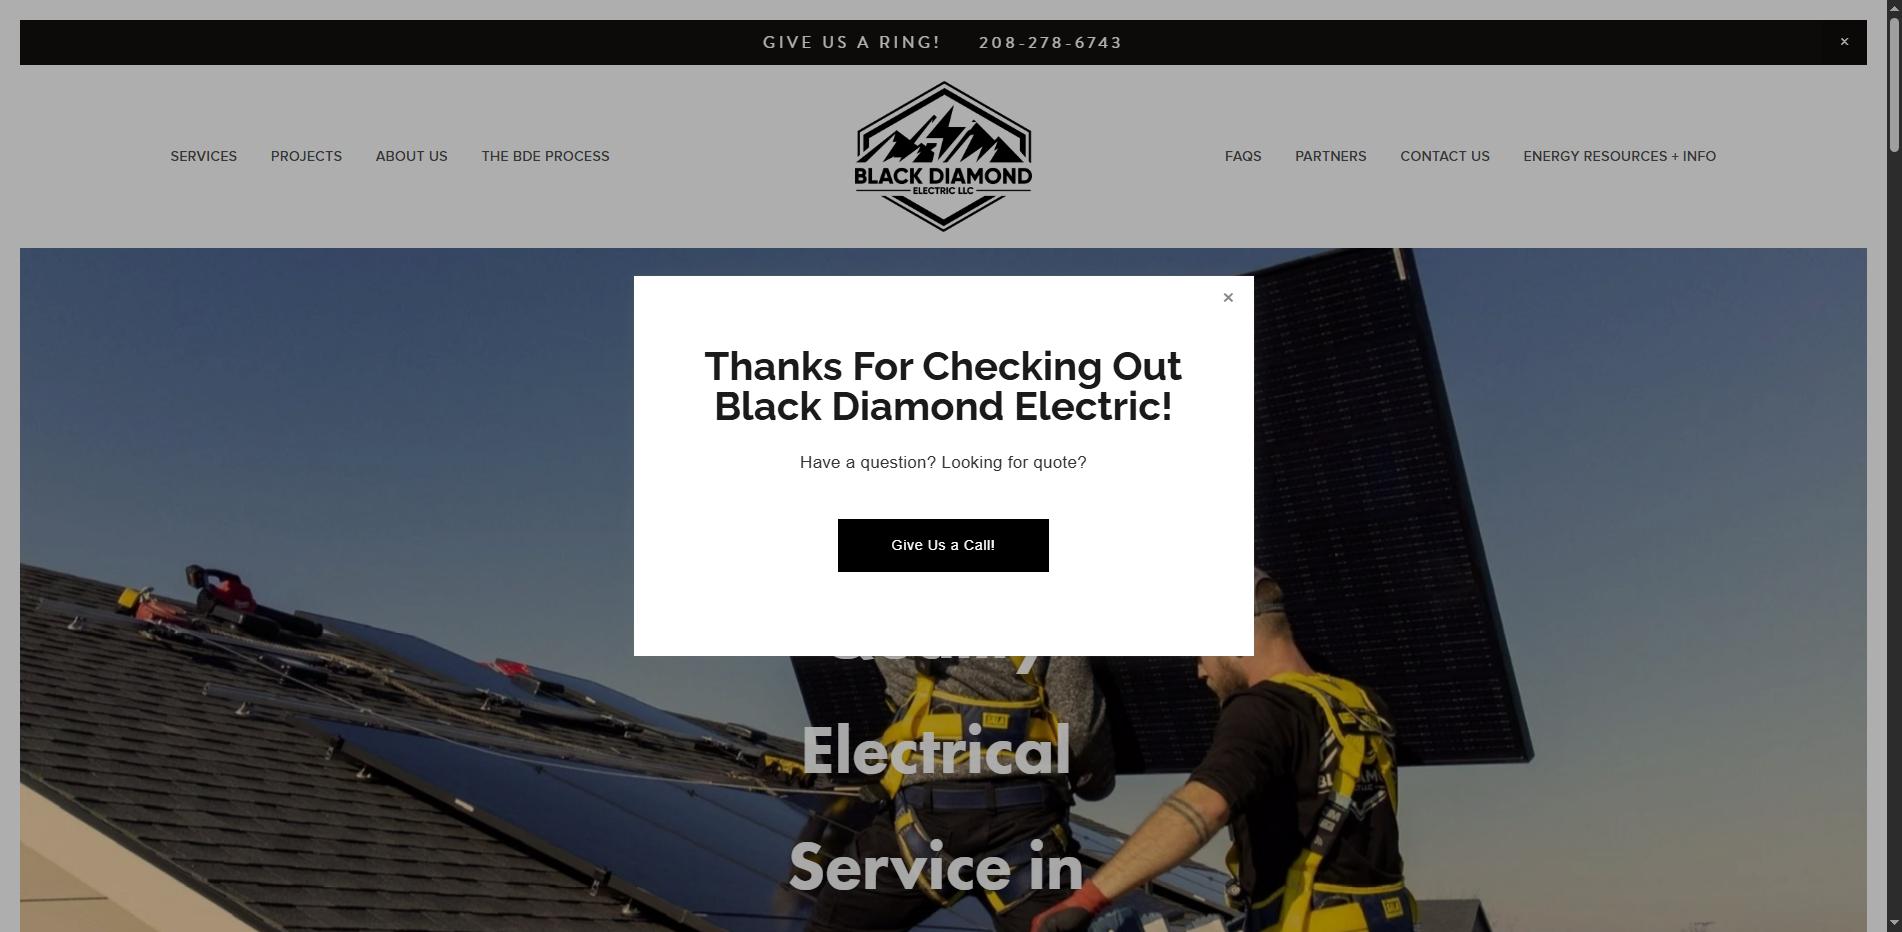 GIVE US A RING! 208-278-6743
SERVICES PROJECTS ABOUT US THE BDE PROCESS
BLACK DIAMOND
ELECTRIC LLC
FAQS PARTNERS CONTACT US ENERGY RESOURCES + INFO
Thanks For Checking Out
Black Diamond Electric!
Have a question? Looking for quote?
Give Us a Call!
Electrical
Service in